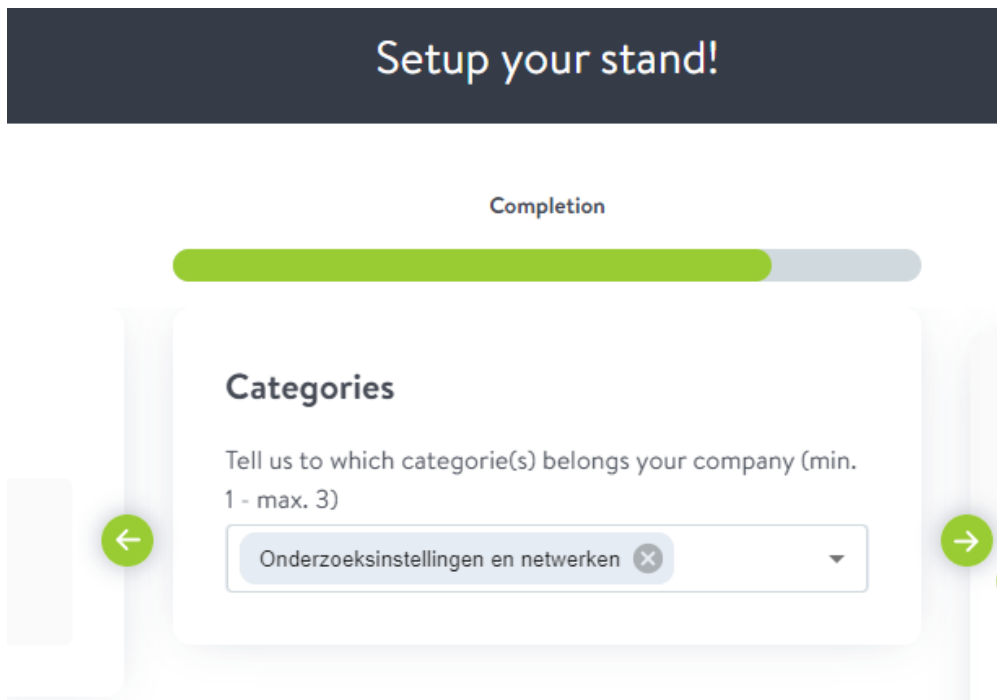 Setup your stand!
Completion
Categories
Tell us to which categorie(s) belongs your company (min.
1 - max. 3)
Onderzoeksinstellingen en netwerken